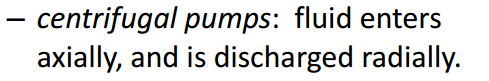 – centrifugal pumps: fluid enters
axially, and is discharged radially.